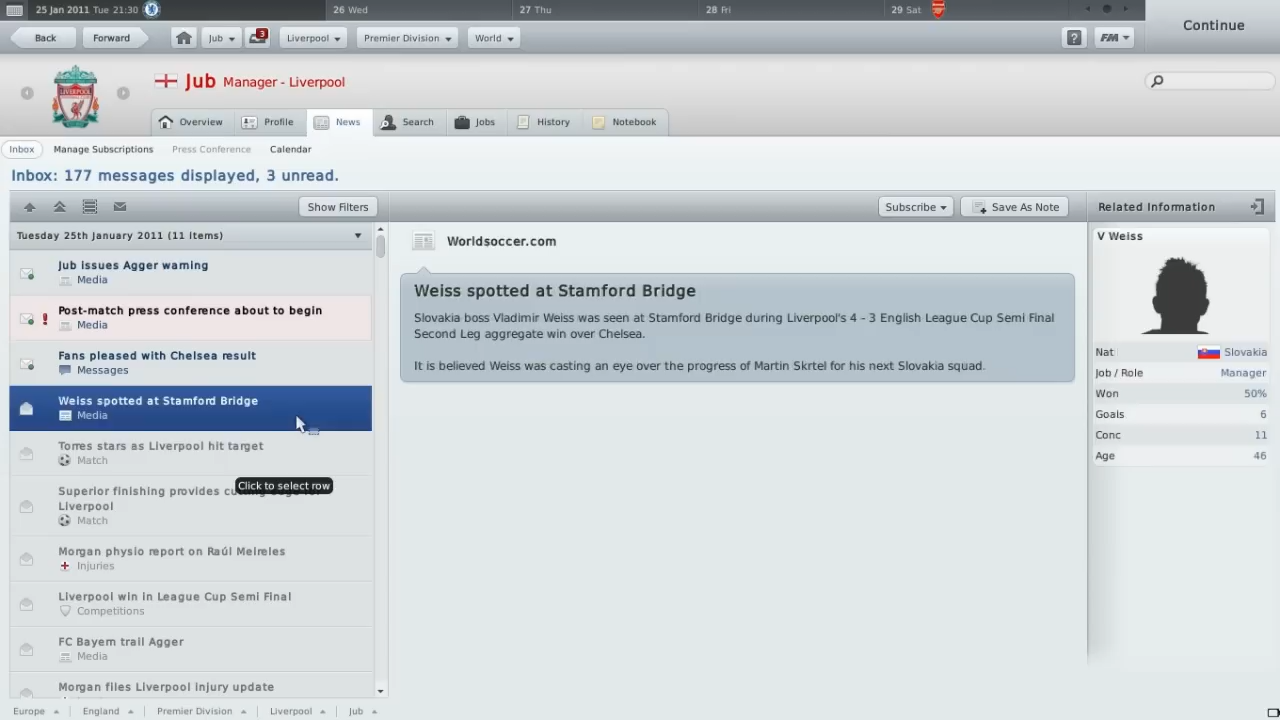 25 Jan 2011 Tue 21:30
26 Wed
27 Thu
28 Fri
29 Sat
Continue
Back
Forward
Job
3
Liverpool
Premier Division
World
?
FM
Jub Manager - Liverpool
Overview
Profile
News
Search
Jobs
History
Notebook
Inbox
Manage Subscriptions
Press Conference
Calendar
Inbox: 177 messages displayed, 3 unread.
Show Filters
Subscribe
Save As Note
Related Information
Tuesday 25th January 2011 (11 items)
Jub issues Agger warning
Media
Post-match press conference about to begin
Media
Fans pleased with Chelsea result
Messages
Weiss spotted at Stamford Bridge
Media
Torres stars as Liverpool hit target
Match
Click to select row
Superior finishing provides
Liverpool
Match
Morgan physio report on Raúl Meireles
Injuries
Liverpool win in League Cup Semi Final
Competitions
FC Bayern trail Agger
Media
Morgan files Liverpool injury update
Worldsoccer.com
Weiss spotted at Stamford Bridge
Slovakia boss Vladimir Weiss was seen at Stamford Bridge during Liverpool's 4 - 3 English League Cup Semi Final
Second Leg aggregate win over Chelsea.
It is believed Weiss was casting an eye over the progress of Martin Skrtel for his next Slovakia squad.
V Weiss
Nat Slovakia
Job / Role Manager
Won 50%
Goals 6
Conc 11
Age 46
Europe
England
Premier Division
Liverpool
Jub